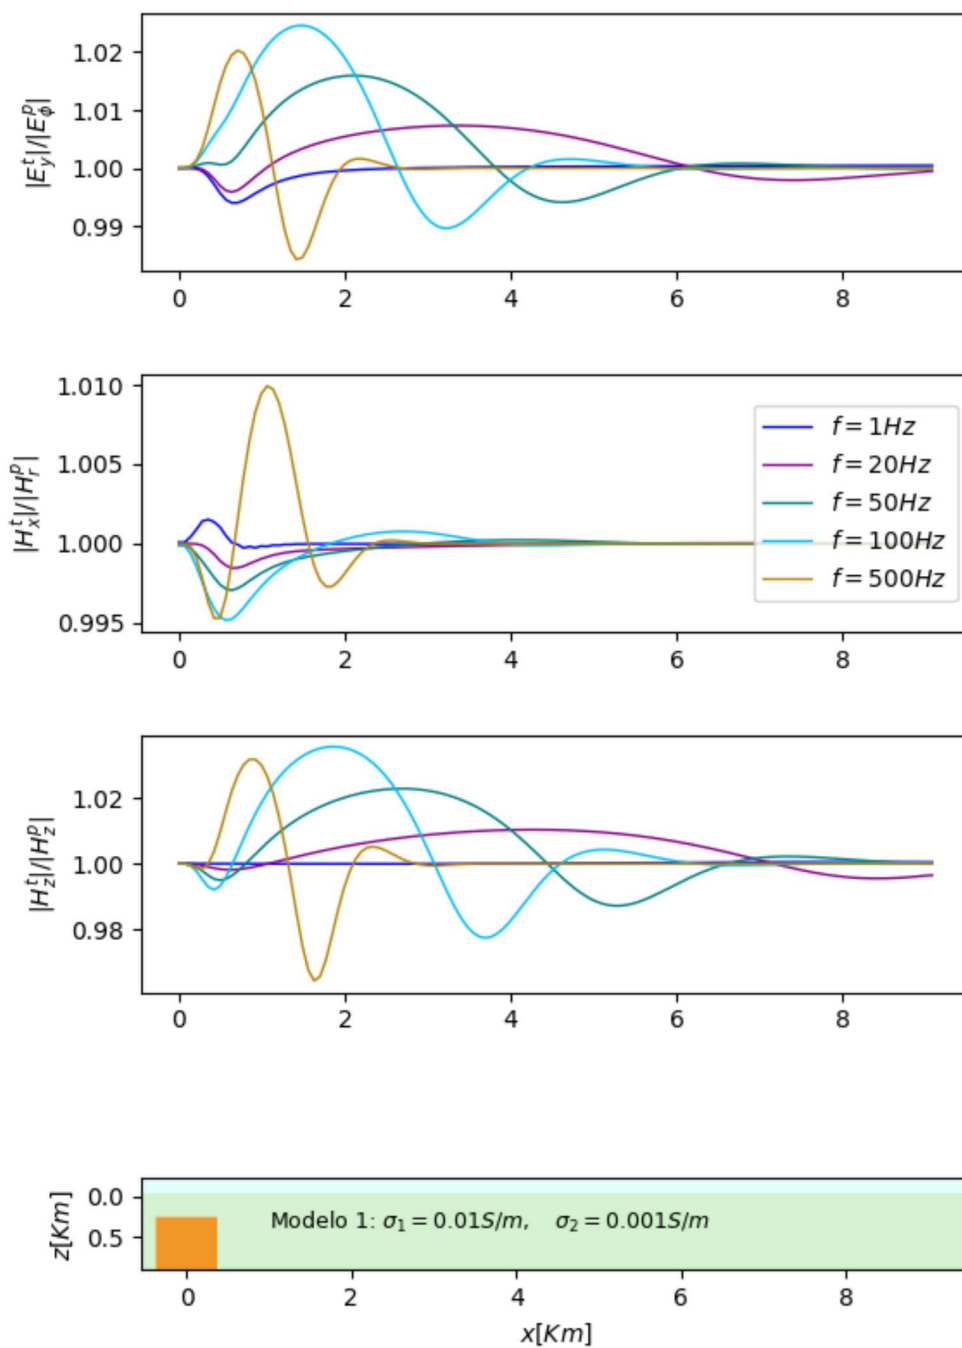 |E_y^t|/|E_ϕ^p|
1.02
1.01
1.00
0.99
0 2 4 6 8
|H_x^t|/|H_r^p|
1.010
1.005
1.000
0.995
f = 1Hz
f = 20Hz
f = 50Hz
f = 100Hz
f = 500Hz
0 2 4 6 8
|H_z^t|/|H_z^p|
1.02
1.00
0.98
0 2 4 6 8
z[Km]
0.0
0.5
Modelo 1: σ₁ = 0.01S/m, σ₂ = 0.001S/m
0 2 4 6 8
x[Km]